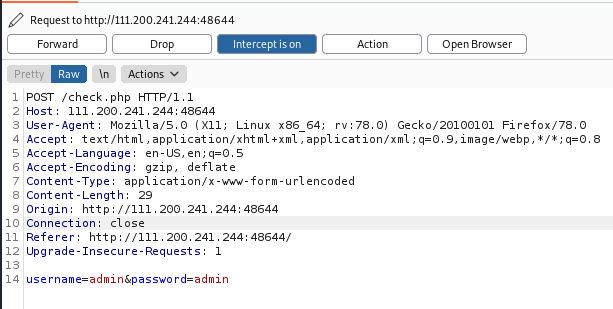 Request to http://111.200.241.244:48644
Forward Drop Intercept is on Action Open Browser
Pretty Raw \n Actions
1 POST /check.php HTTP/1.1
2 Host: 111.200.241.244:48644
3 User-Agent: Mozilla/5.0 (X11; Linux x86_64; rv:78.0) Gecko/20100101 Firefox/78.0
4 Accept: text/html,application/xhtml+xml,application/xml;q=0.9,image/webp,*/*;q=0.8
5 Accept-Language: en-US,en;q=0.5
6 Accept-Encoding: gzip, deflate
7 Content-Type: application/x-www-form-urlencoded
8 Content-Length: 29
9 Origin: http://111.200.241.244:48644
10 Connection: close
11 Referer: http://111.200.241.244:48644/
12 Upgrade-Insecure-Requests: 1
13
14 username=admin&password=admin